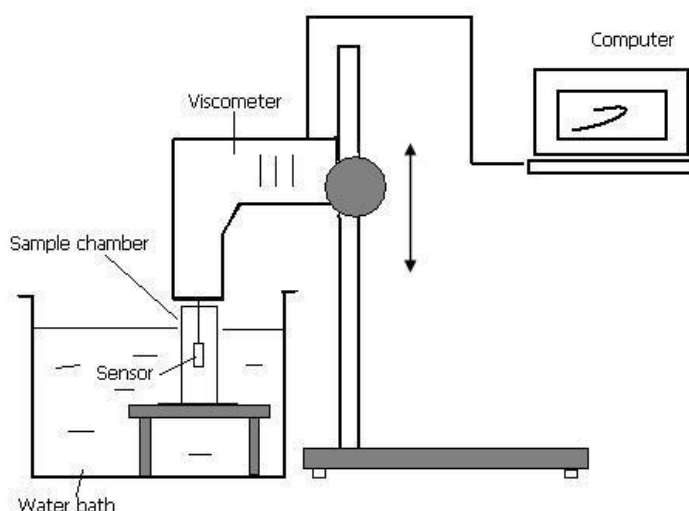 Computer
Viscometer
Sample chamber
Sensor
Water bath